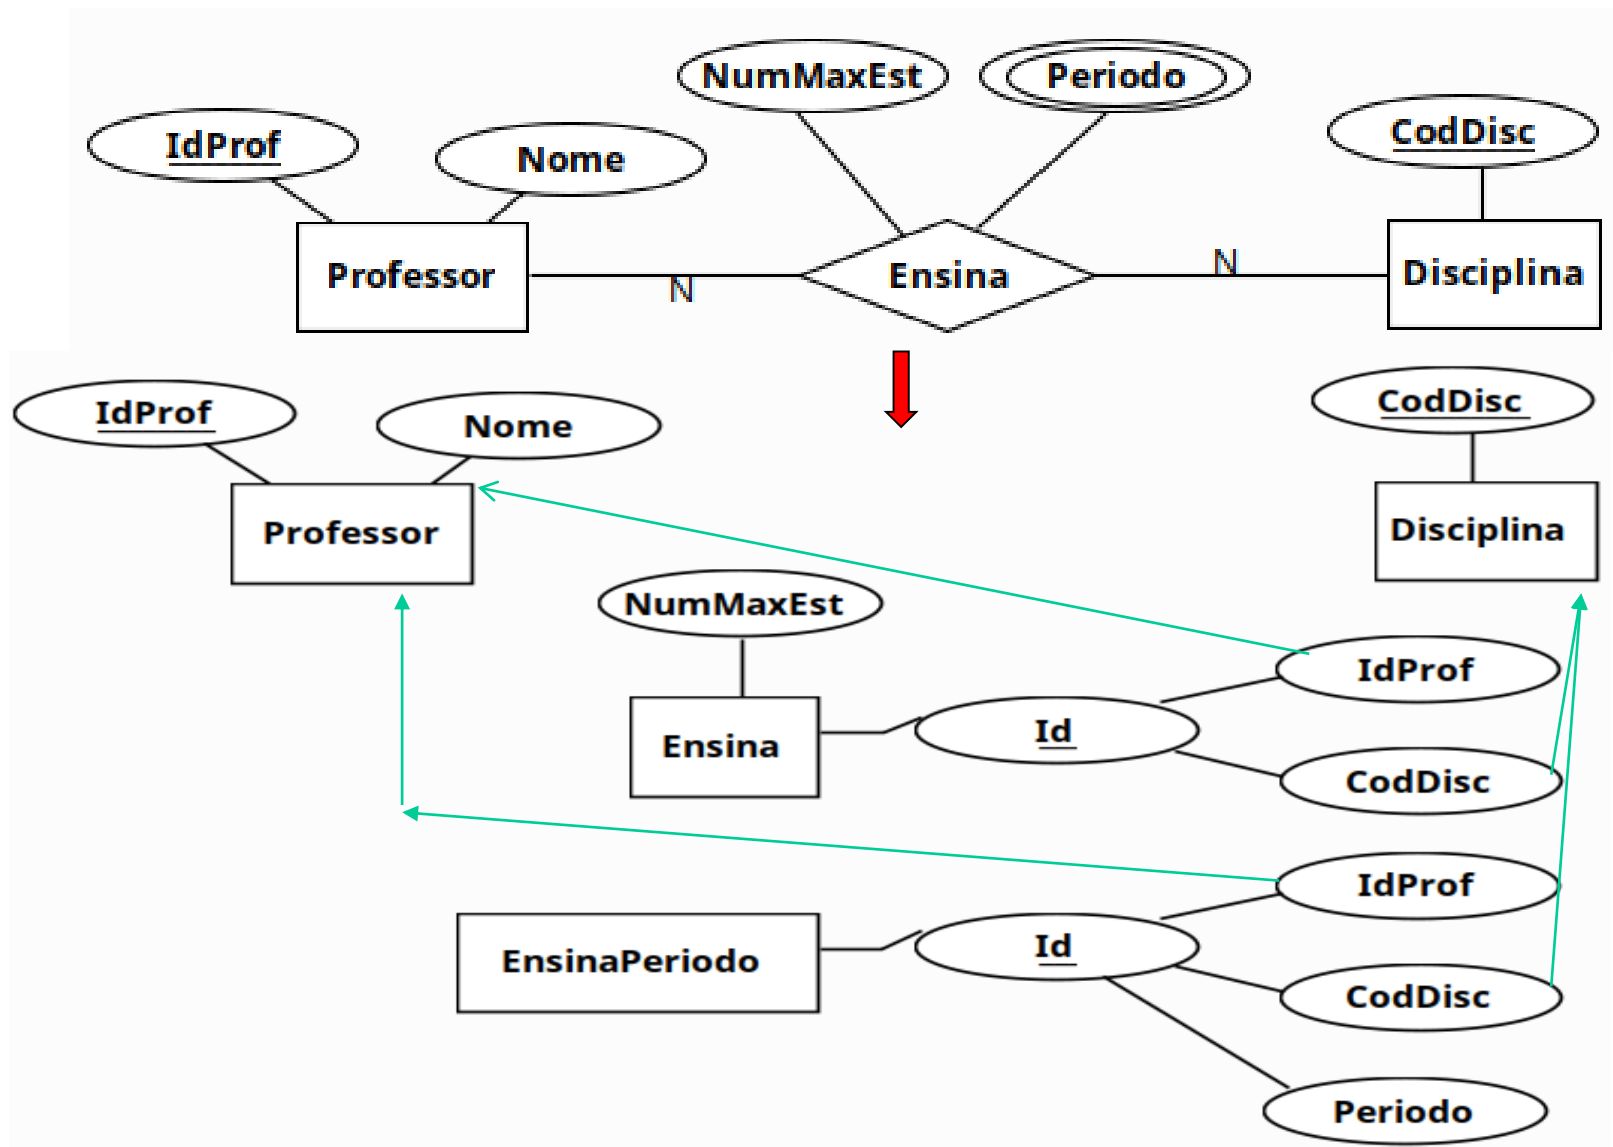 NumMaxEst
Periodo
CodDisc
IdProf
Nome
Professor
N
Ensina
N
Disciplina
IdProf
Nome
CodDisc
Professor
Disciplina
NumMaxEst
IdProf
Ensina
Id
CodDisc
IdProf
EnsinaPeriodo
Id
CodDisc
Periodo